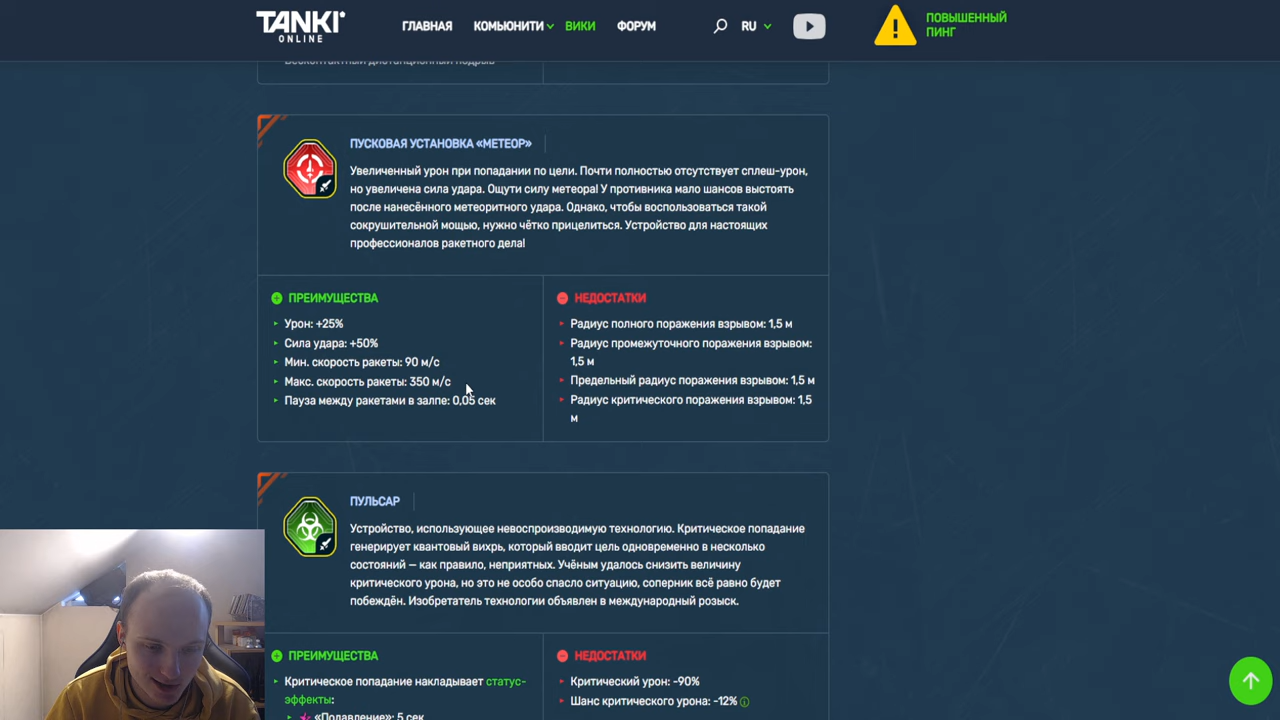 TANKI
ONLINE
ГЛАВНАЯ
КОМЬЮНИТИ
ВИКИ
ФОРУМ
RU
ПОВЫШЕННЫЙ
ПИНГ
Бесконтактный дистанционный подрыв
ПУСКОВАЯ УСТАНОВКА «МЕТЕОР»
Увеличенный урон при попадании по цели. Почти полностью отсутствует сплеш-урон,
но увеличена сила удара. Ощути силу метеора! У противника мало шансов выстоять
после нанесённого метеоритного удара. Однако, чтобы воспользоваться такой
сокрушительной мощью, нужно чётко прицелиться. Устройство для настоящих
профессионалов ракетного дела!
ПРЕИМУЩЕСТВА
Урон: +25%
Сила удара: +50%
Мин. скорость ракеты: 90 м/с
Макс. скорость ракеты: 350 м/с
Пауза между ракетами в залпе: 0,05 сек
НЕДОСТАТКИ
Радиус полного поражения взрывом: 1,5 м
Радиус промежуточного поражения взрывом:
1,5 м
Предельный радиус поражения взрывом: 1,5 м
Радиус критического поражения взрывом: 1,5
м
ПУЛЬСАР
Устройство, использующее невоспроизводимую технологию. Критическое попадание
генерирует квантовый вихрь, который вводит цель одновременно в несколько
состояний — как правило, неприятных. Учёным удалось снизить величину
критического урона, но это не особо спасло ситуацию, соперник всё равно будет
побеждён. Изобретатель технологии объявлен в международный розыск.
ПРЕИМУЩЕСТВА
Критическое попадание накладывает статус-
эффекты:
«Подавление»: 5 сек
НЕДОСТАТКИ
Критический урон: -90%
Шанс критического урона: -12%